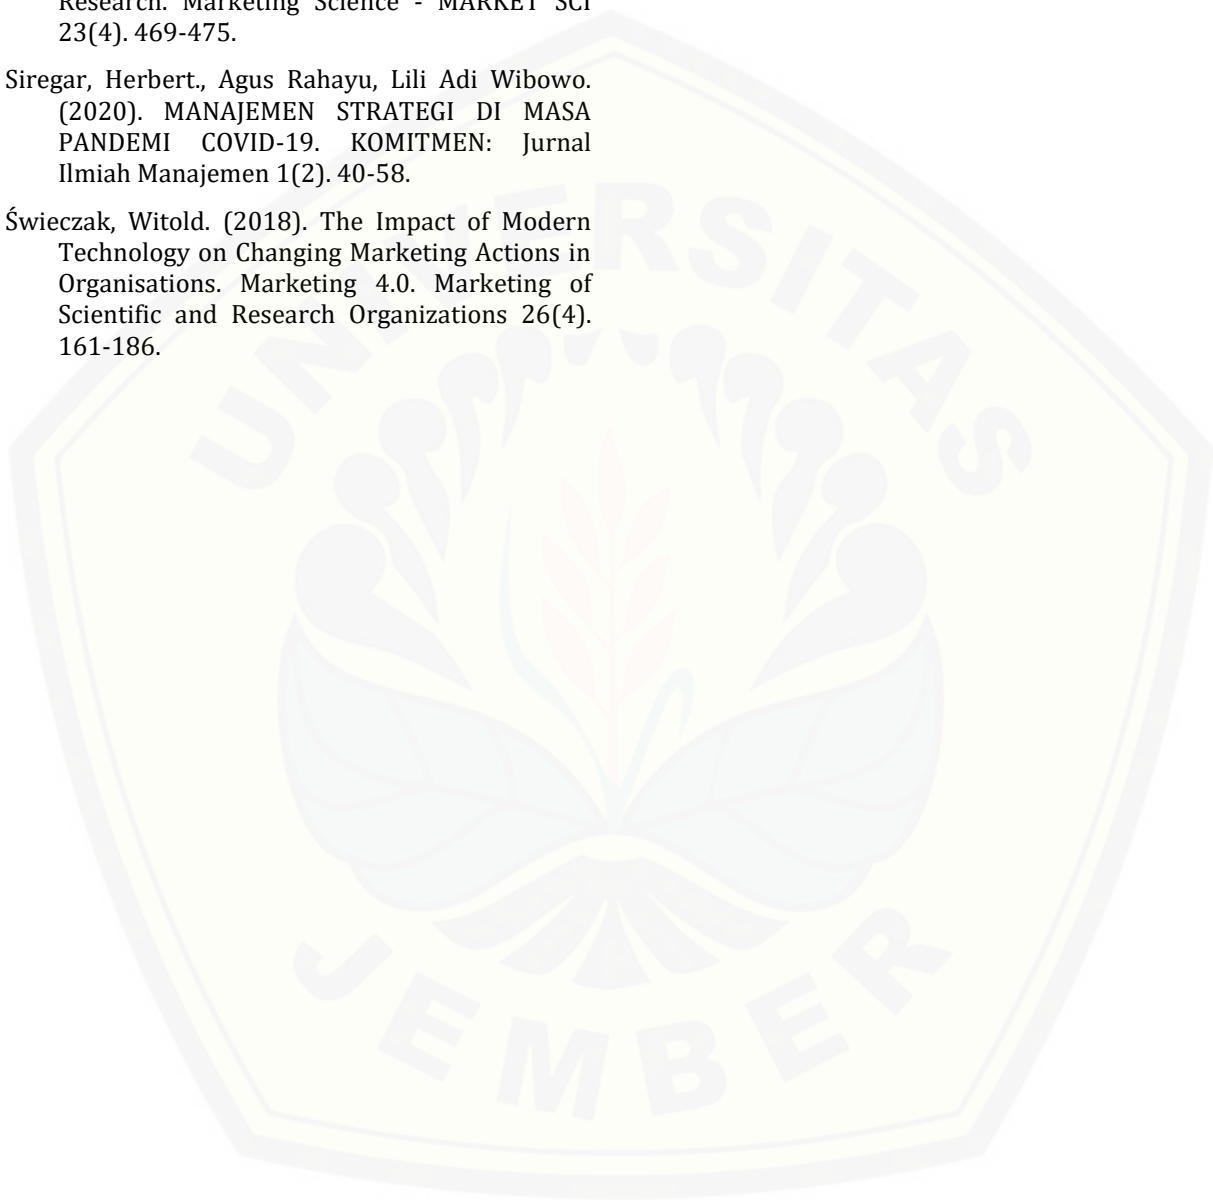 Research. Marketing Science - MARKET SCI
23(4). 469-475.
Siregar, Herbert., Agus Rahayu, Lili Adi Wibowo.
(2020). MANAJEMEN STRATEGI DI MASA
PANDEMI COVID-19. KOMITMEN: Jurnal
Ilmiah Manajemen 1(2). 40-58.
Świeczak, Witold. (2018). The Impact of Modern
Technology on Changing Marketing Actions in
Organisations. Marketing 4.0. Marketing of
Scientific and Research Organizations 26(4).
161-186.
UNIVERSITAS
JEMBER